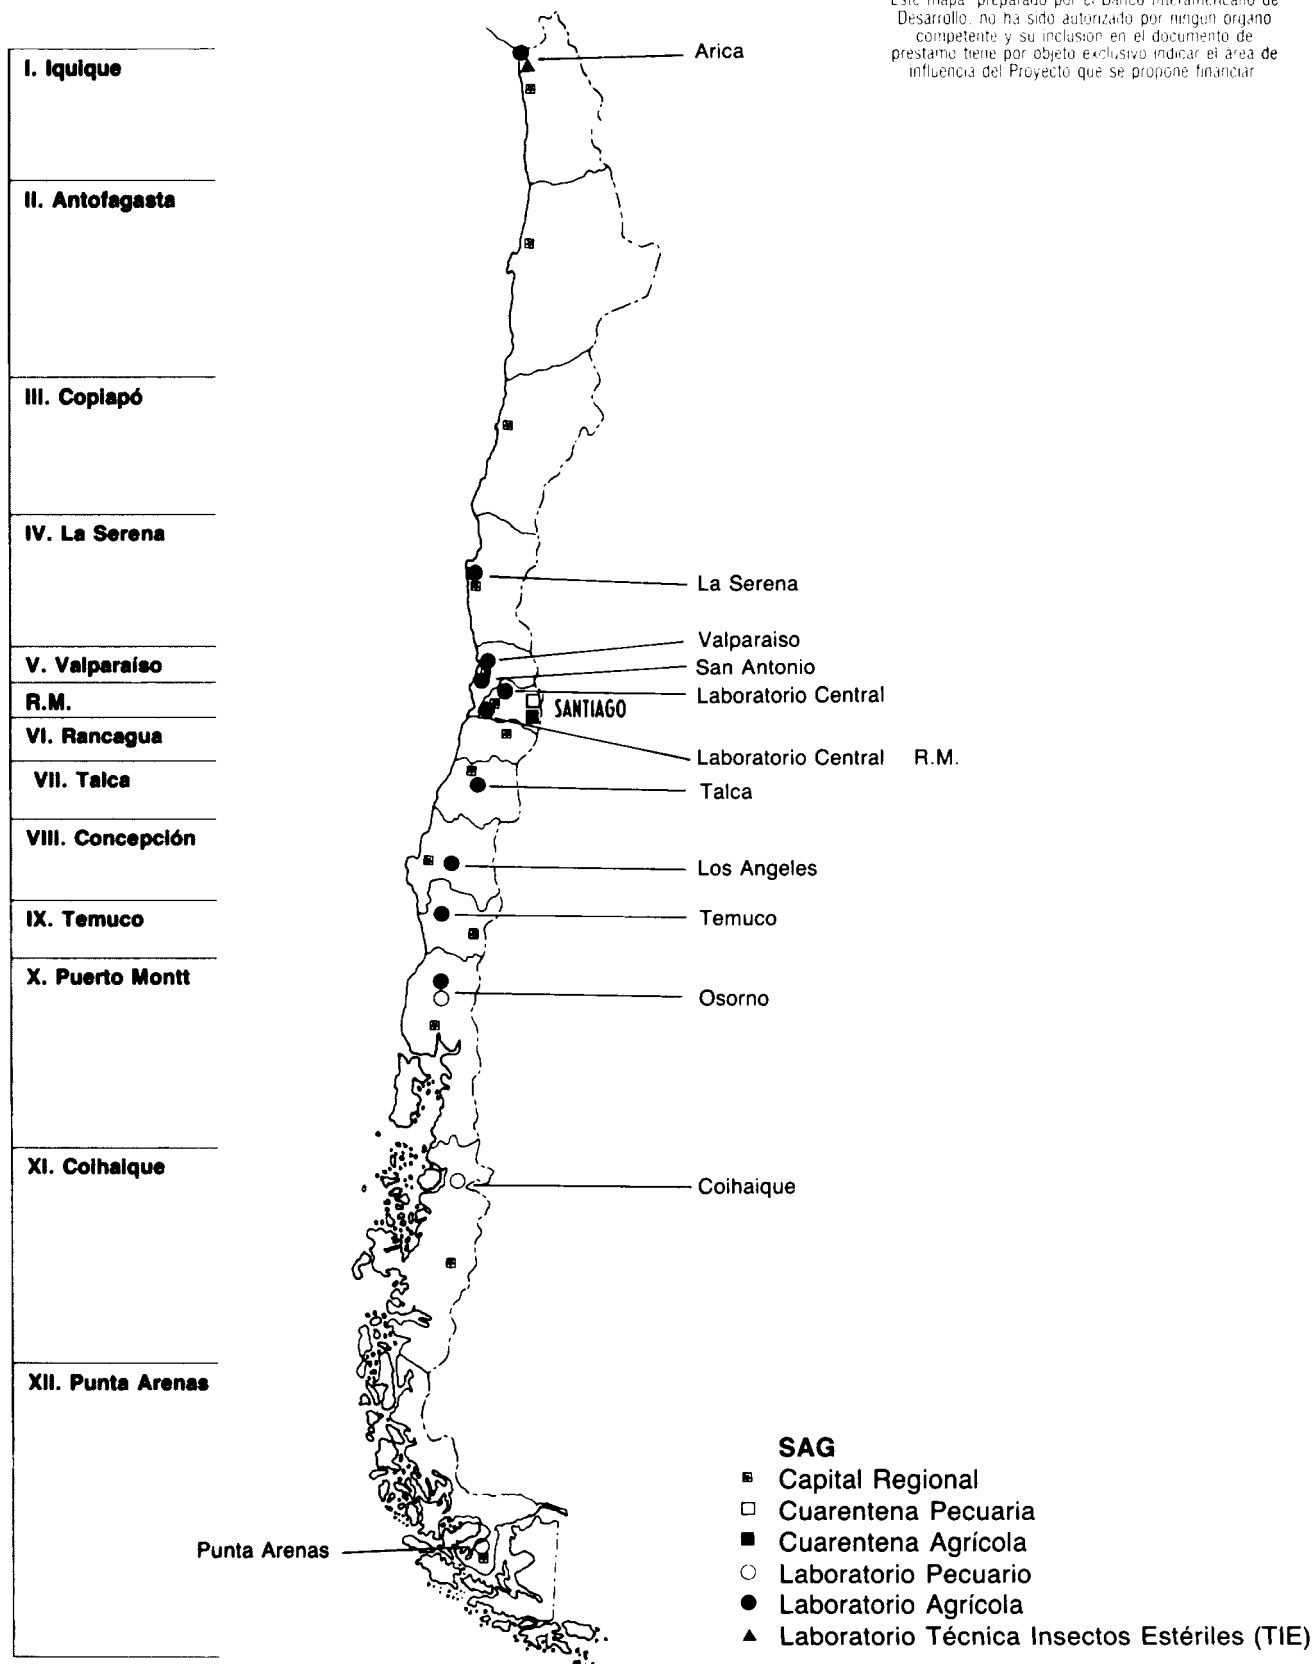 Este mapa preparado por el Banco Interamericano de
Desarrollo, no ha sido autorizado por ningun organo
competente y su inclusion en el documento de
prestamo tiene por objeto exclusivo indicar el área de
influencia del Proyecto que se propone financiar
I. Iquique
Arica
II. Antofagasta
III. Copiapó
IV. La Serena
La Serena
V. Valparaíso
Valparaiso
San Antonio
R.M.
Laboratorio Central
SANTIAGO
VI. Rancagua
Laboratorio Central R.M.
VII. Talca
Talca
VIII. Concepción
Los Angeles
IX. Temuco
Temuco
X. Puerto Montt
Osorno
XI. Coihaique
Coihaique
XII. Punta Arenas
Punta Arenas
SAG
Capital Regional
Cuarentena Pecuaria
Cuarentena Agrícola
Laboratorio Pecuario
Laboratorio Agrícola
Laboratorio Técnica Insectos Estériles (TIE)